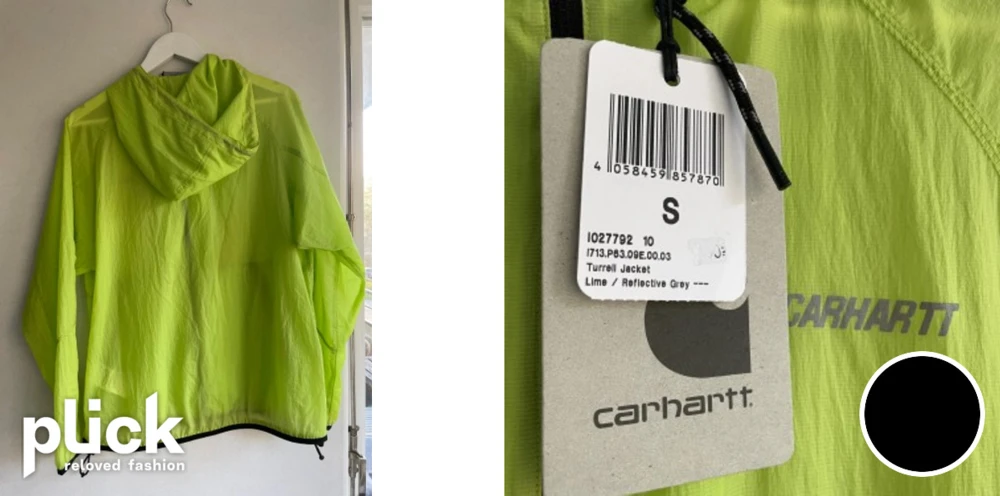 plick
reloved fashion
4 058459 857870
S
I027792 10
I713.P63.09E.00.03
Turrell Jacket
Lime / Reflective Grey ---
CARHARTT
carhartt.